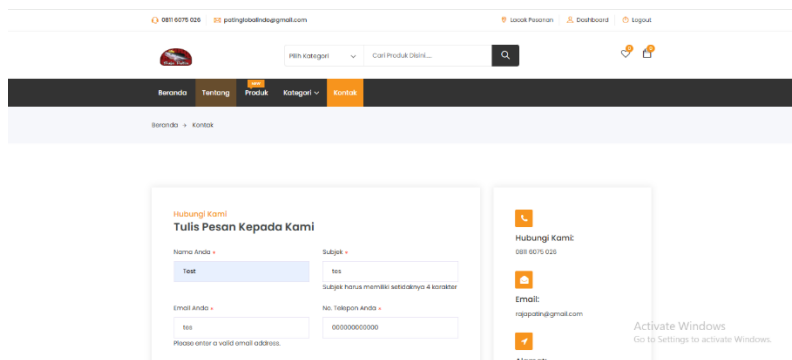 0811 6075 026 patinglobalindo@gmail.com Lacak Pesanan Dashboard Logout
Pilih Kategori Cari Produk Disini.... 0 0
NEW
Beranda Tentang Produk Kategori Kontak
Beranda → Kontak
Hubungi Kami
Tulis Pesan Kepada Kami
Nama Anda * Subjek *
Test tes
Subjek harus memiliki setidaknya 4 karakter
Email Anda * No. Telepon Anda *
tes 000000000000
Please enter a valid email address.
Hubungi Kami:
0811 6075 026
Email:
rajapatin@gmail.com
Activate Windows
Go to Settings to activate Windows.